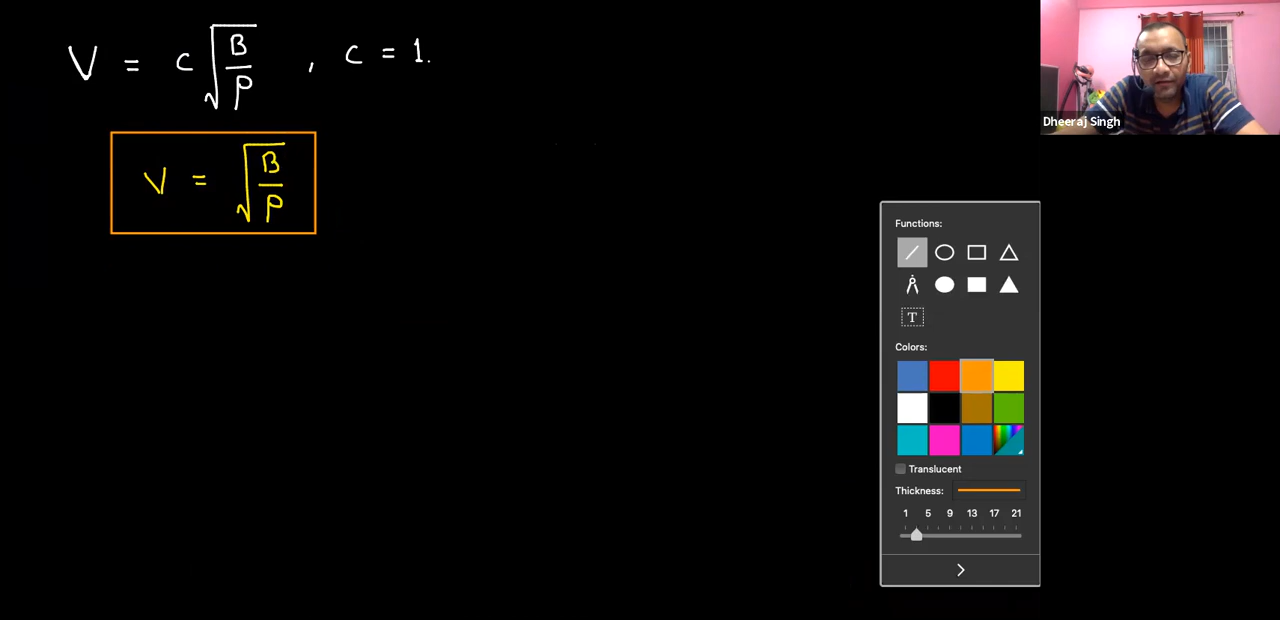 V = c √(B/ρ) , c = 1.
V = √(B/ρ)
Dheeraj Singh
Functions:
T
Colors:
Translucent
Thickness:
1 5 9 13 17 21